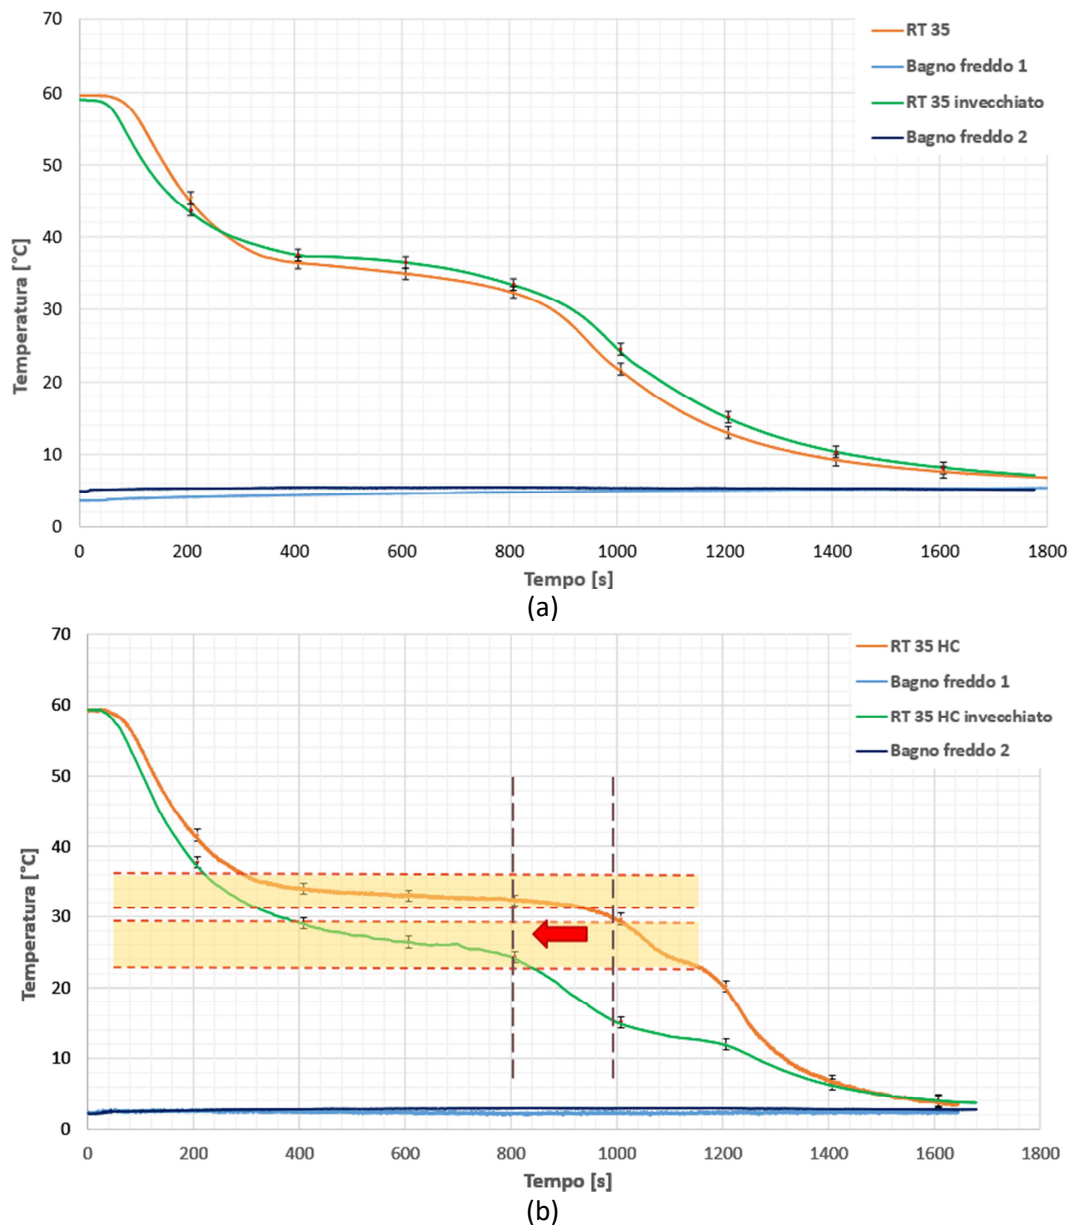 70
60
50
40
30
20
10
0
Temperatura [°C]
RT 35
Bagno freddo 1
RT 35 invecchiato
Bagno freddo 2
0 200 400 600 800 1000 1200 1400 1600 1800
Tempo [s]
(a)
70
60
50
40
30
20
10
0
Temperatura [°C]
RT 35 HC
Bagno freddo 1
RT 35 HC invecchiato
Bagno freddo 2
0 200 400 600 800 1000 1200 1400 1600 1800
Tempo [s]
(b)